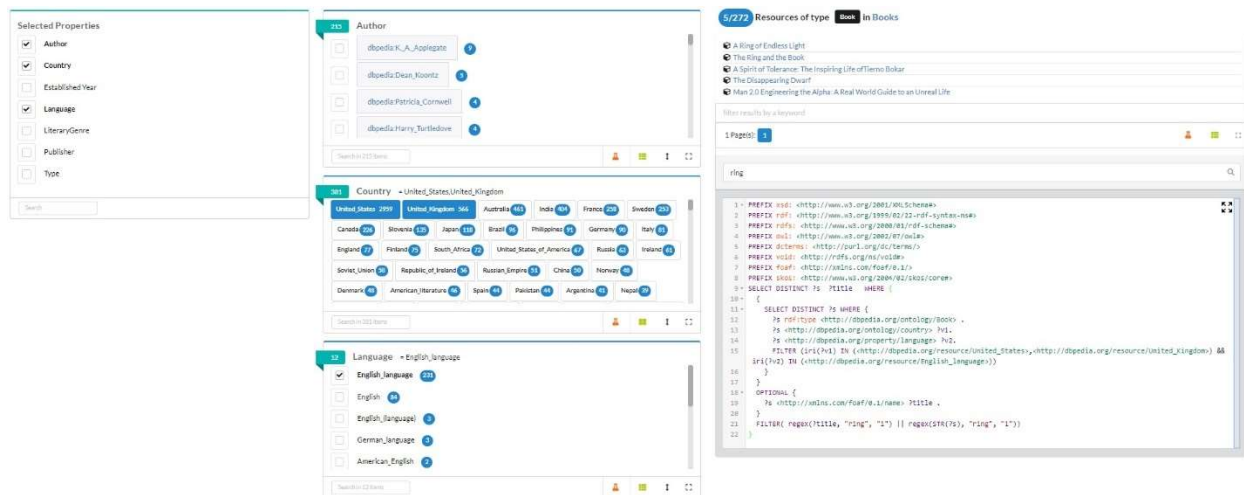 Selected Properties
Author
Country
Established Year
Language
LiteraryGenre
Publisher
Type
Search
215 Author
dbpedia:K._A._Applegate 9
dbpedia:Dean_Koontz 5
dbpedia:Patricia_Cornwell 4
dbpedia:Harry_Turtledove 4
Search in 215 items
381 Country United_States,United_Kingdom
United_States 2959 United_Kingdom 566 Australia 461 India 404 France 258 Sweden 253
Canada 226 Slovenia 135 Japan 118 Brazil 96 Philippines 91 Germany 90 Italy 81
England 77 Finland 75 South_Africa 72 United_States_of_America 67 Russia 62 Ireland 61
Soviet_Union 56 Republic_of_Ireland 56 Russian_Empire 51 China 50 Norway 48
Denmark 48 American_literature 46 Spain 44 Pakistan 44 Argentina 41 Nepal 39
Search in 381 items
12 Language = English_language
English_language 231
English 84
English_(language) 3
German_language 3
American_English 2
Search in 12 items
5/272 Resources of type Book in Books
A Ring of Endless Light
The Ring and the Book
A Spirit of Tolerance: The Inspiring Life ofTierno Bokar
The Disappearing Dwarf
Man 2.0 Engineering the Alpha: A Real World Guide to an Unreal Life
filter results by a keyword
1 Page(s): 1
ring
1 PREFIX xsd: <http://www.w3.org/2001/XMLSchema#>
2 PREFIX rdf: <http://www.w3.org/1999/02/22-rdf-syntax-ns#>
3 PREFIX rdfs: <http://www.w3.org/2000/01/rdf-schema#>
4 PREFIX owl: <http://www.w3.org/2002/07/owl#>
5 PREFIX dcterms: <http://purl.org/dc/terms/>
6 PREFIX void: <http://rdfs.org/ns/void#>
7 PREFIX foaf: <http://xmlns.com/foaf/0.1/>
8 PREFIX skos: <http://www.w3.org/2004/02/skos/core#>
9 SELECT DISTINCT ?s ?title WHERE {
10 {
11 SELECT DISTINCT ?s WHERE {
12 ?s rdf:type <http://dbpedia.org/ontology/Book> .
13 ?s <http://dbpedia.org/ontology/country> ?v1.
14 ?s <http://dbpedia.org/property/language> ?v2.
15 FILTER (iri(?v1) IN (<http://dbpedia.org/resource/United_States>,<http://dbpedia.org/resource/United_Kingdom>) &&
iri(?v2) IN (<http://dbpedia.org/resource/English_language>))
16 }
17 }
18 OPTIONAL {
19 ?s <http://xmlns.com/foaf/0.1/name> ?title .
20 }
21 FILTER( regex(?title, "ring", "i") || regex(STR(?s), "ring", "i"))
22 }